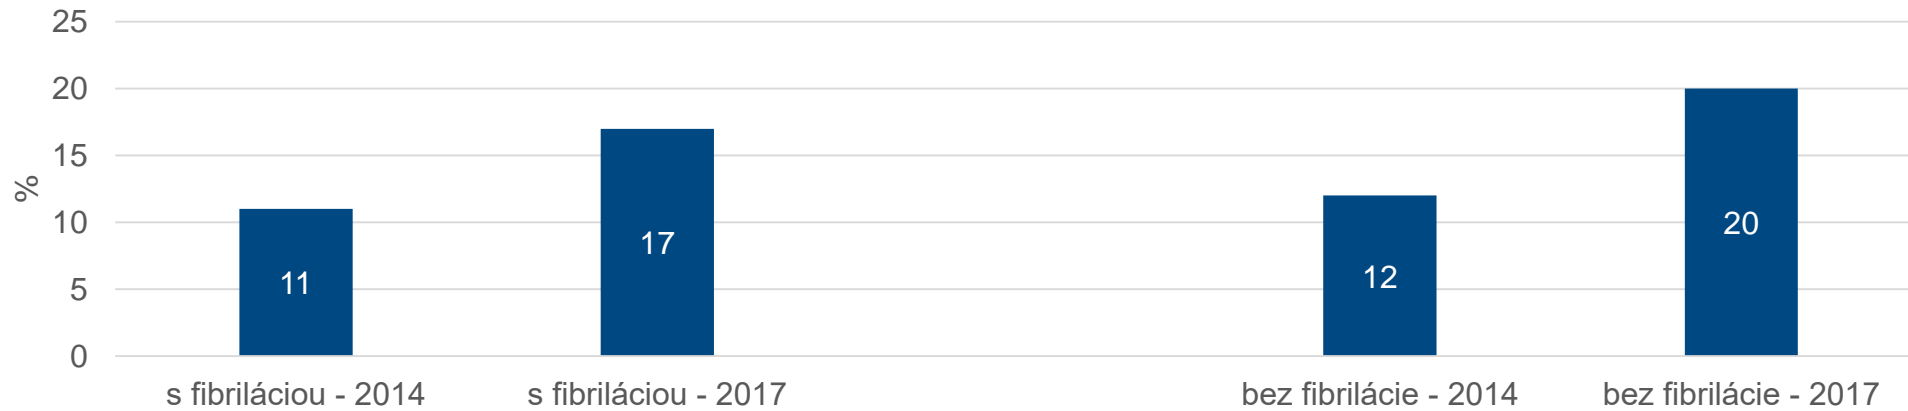 25
20
15
10
5
0
%
11
17
12
20
s fibriláciou - 2014
s fibriláciou - 2017
bez fibrilácie - 2014
bez fibrilácie - 2017